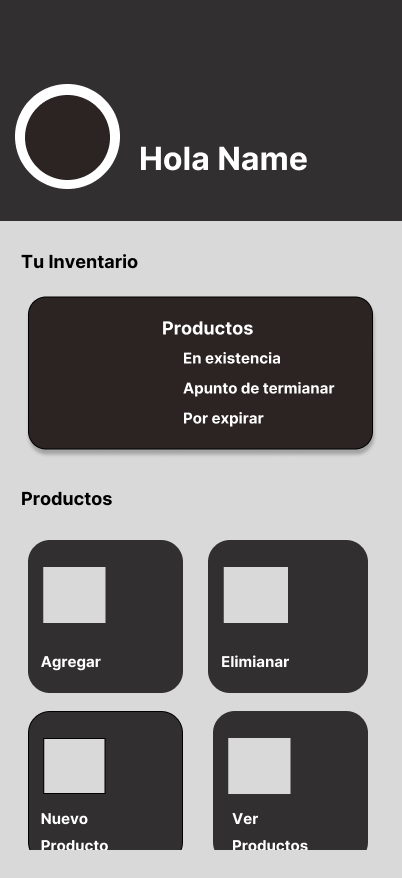 Hola Name
Tu Inventario
Productos
En existencia
Apunto de termianar
Por expirar
Productos
Agregar
Elimianar
Nuevo
Producto
Ver
Productos